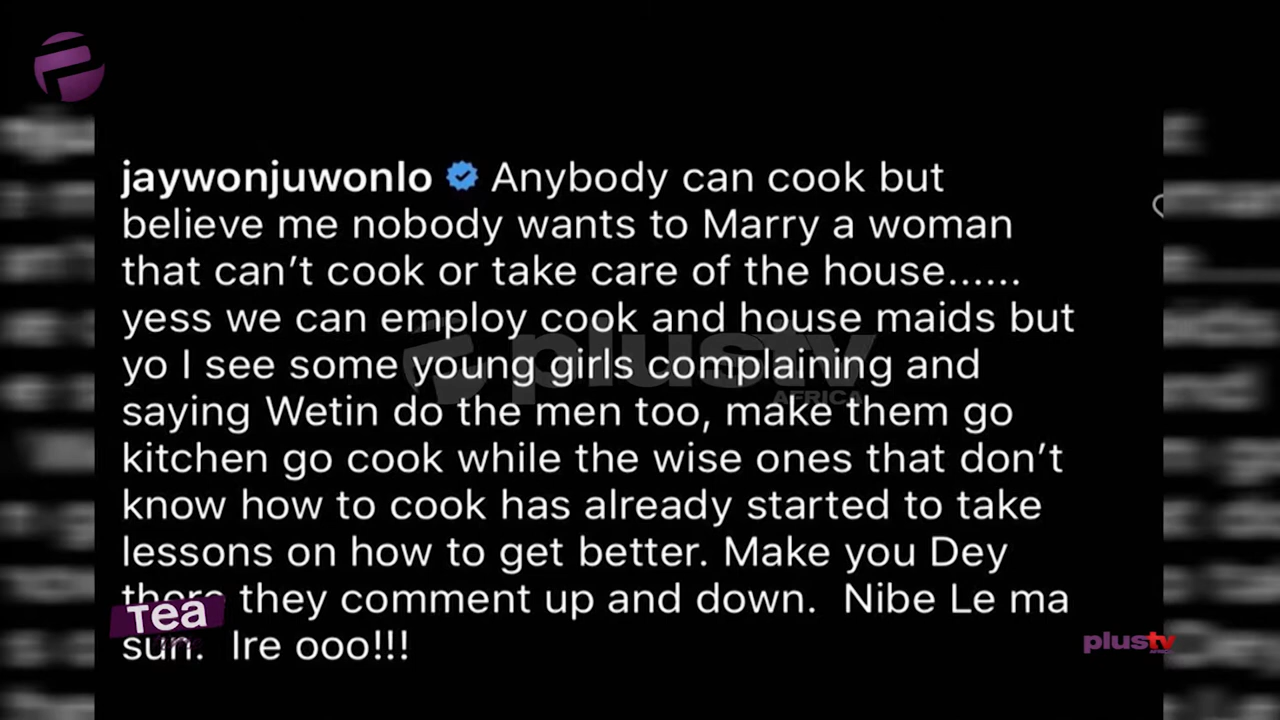 jaywonjuwonlo Anybody can cook but
believe me nobody wants to Marry a woman
that can't cook or take care of the house......
yess we can employ cook and house maids but
yo I see some young girls complaining and
saying Wetin do the men too, make them go
kitchen go cook while the wise ones that don't
know how to cook has already started to take
lessons on how to get better. Make you Dey
there they comment up and down. Nibe Le ma
sun. Ire ooo!!!
Tea
plustv
plustv
AFRICA